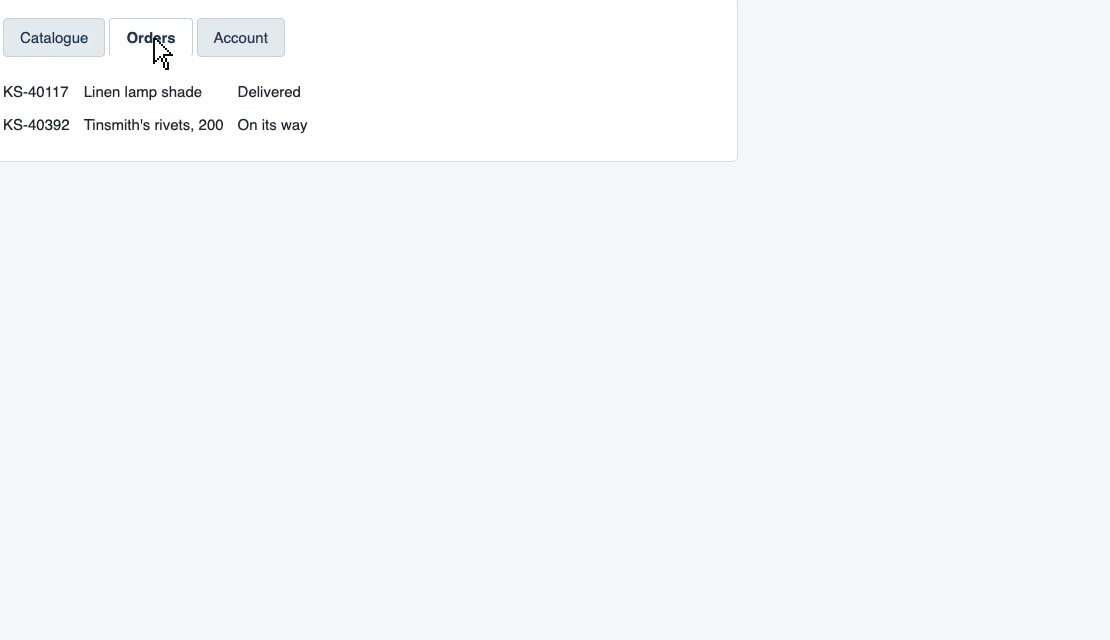 Catalogue Orders Account
KS-40117 Linen lamp shade Delivered
KS-40392 Tinsmith's rivets, 200 On its way